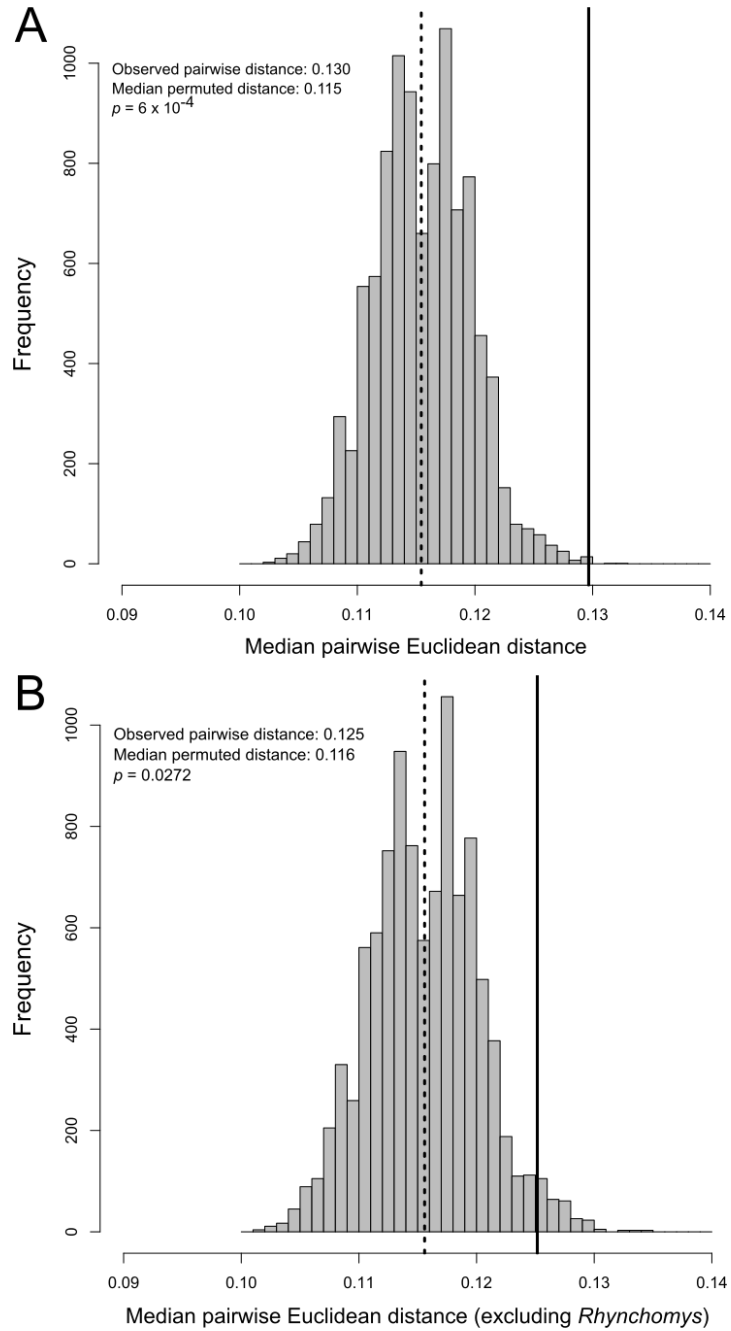 A
Observed pairwise distance: 0.130
Median permuted distance: 0.115
p = 6 x 10-4
Frequency
1000
800
600
400
200
0
0.09 0.10 0.11 0.12 0.13 0.14
Median pairwise Euclidean distance
B
Observed pairwise distance: 0.125
Median permuted distance: 0.116
p = 0.0272
Frequency
1000
800
600
400
200
0
0.09 0.10 0.11 0.12 0.13 0.14
Median pairwise Euclidean distance (excluding Rhynchomys)